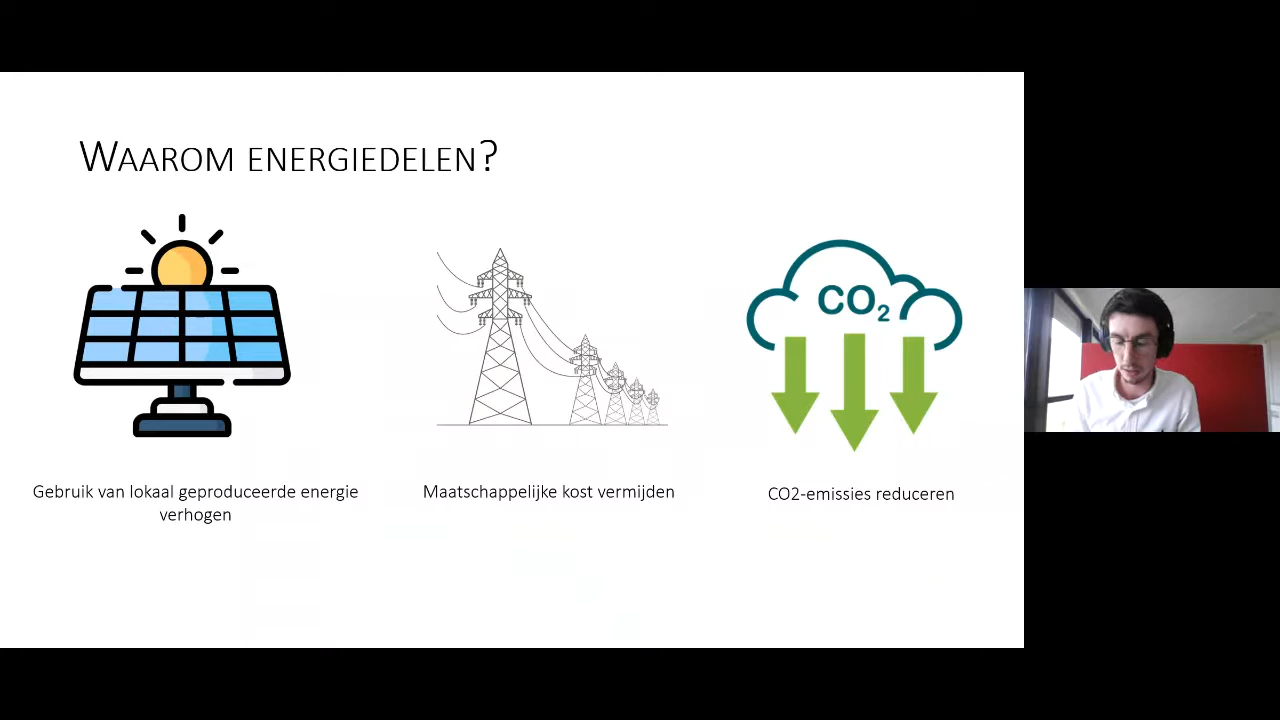 WAAROM ENERGIEDELEN?
CO2
Gebruik van lokaal geproduceerde energie
verhogen
Maatschappelijke kost vermijden
CO2-emissies reduceren